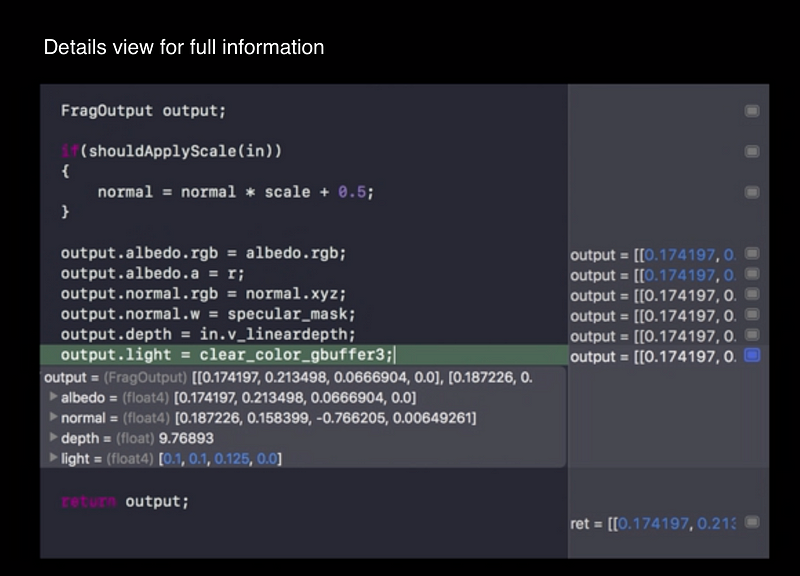 Details view for full information
FragOutput output;
if(shouldApplyScale(in))
{
normal = normal * scale + 0.5;
}
output.albedo.rgb = albedo.rgb; output = [[0.174197, 0.
output.albedo.a = r; output = [[0.174197, 0.
output.normal.rgb = normal.xyz; output = [[0.174197, 0.
output.normal.w = specular_mask; output = [[0.174197, 0.
output.depth = in.v_lineardepth; output = [[0.174197, 0.
output.light = clear_color_gbuffer3; output = [[0.174197, 0.
output = (FragOutput) [[0.174197, 0.213498, 0.0666904, 0.0], [0.187226, 0.
albedo = (float4) [0.174197, 0.213498, 0.0666904, 0.0]
normal = (float4) [0.187226, 0.158399, -0.766205, 0.00649261]
depth = (float) 9.76893
light = (float4) [0.1, 0.1, 0.125, 0.0]
return output;
ret = [[0.174197, 0.213